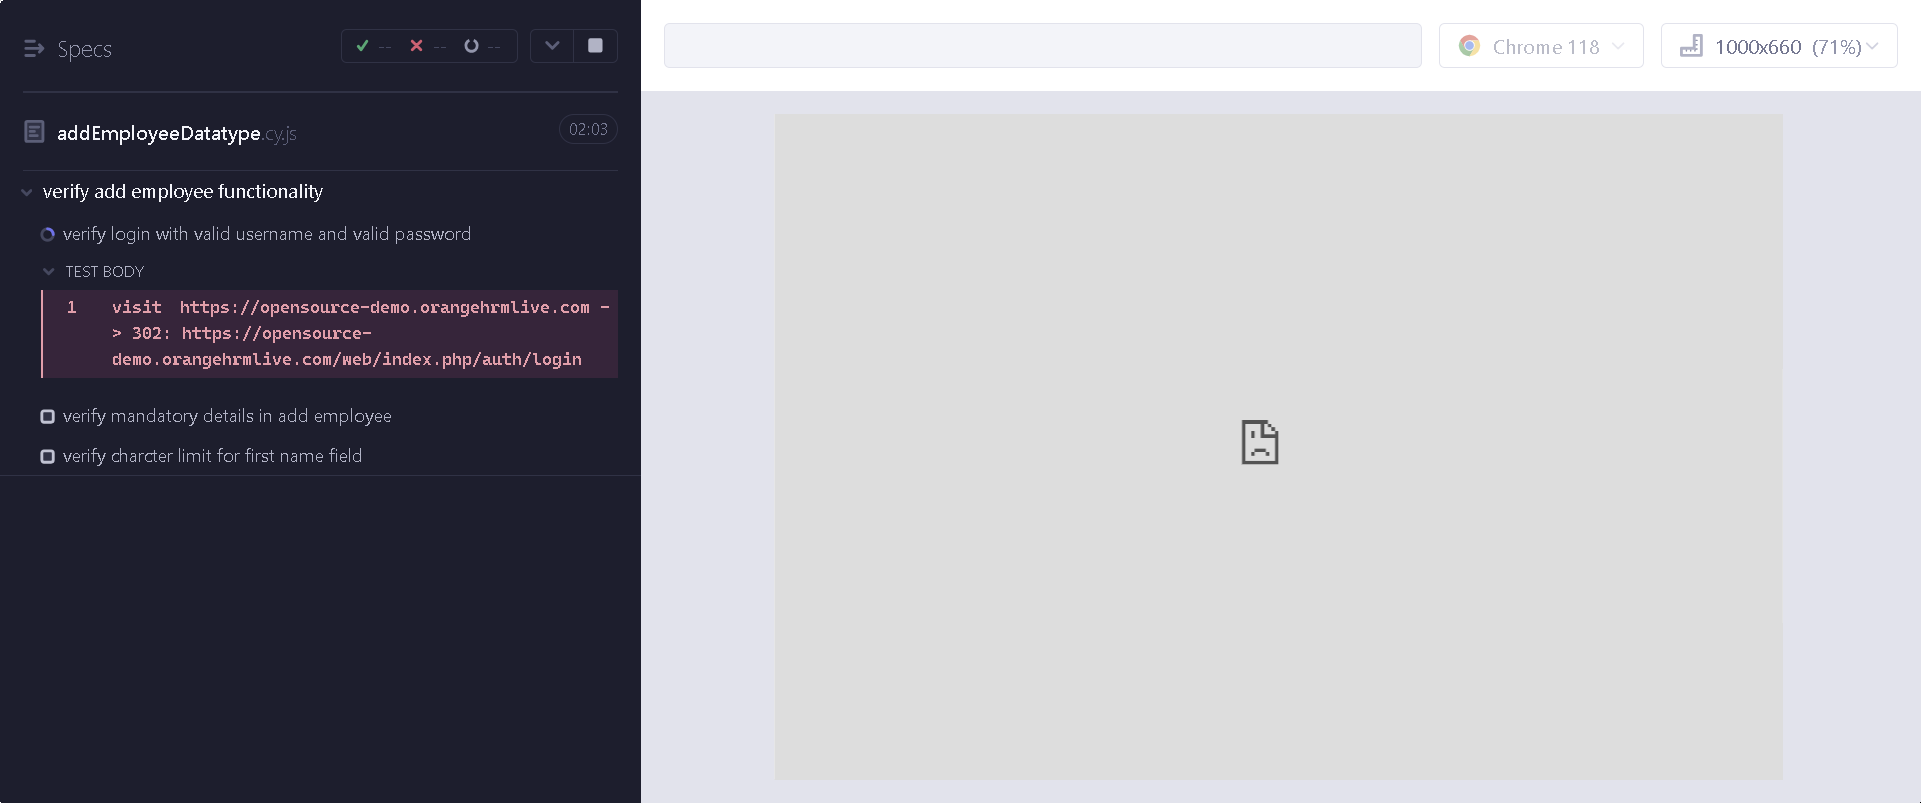 Specs
-- -- --
Chrome 118
1000x660 (71%)
addEmployeeDatatype.cy.js
02:03
verify add employee functionality
verify login with valid username and valid password
TEST BODY
1 visit https://opensource-demo.orangehrmlive.com -
> 302: https://opensource-
demo.orangehrmlive.com/web/index.php/auth/login
verify mandatory details in add employee
verify charcter limit for first name field